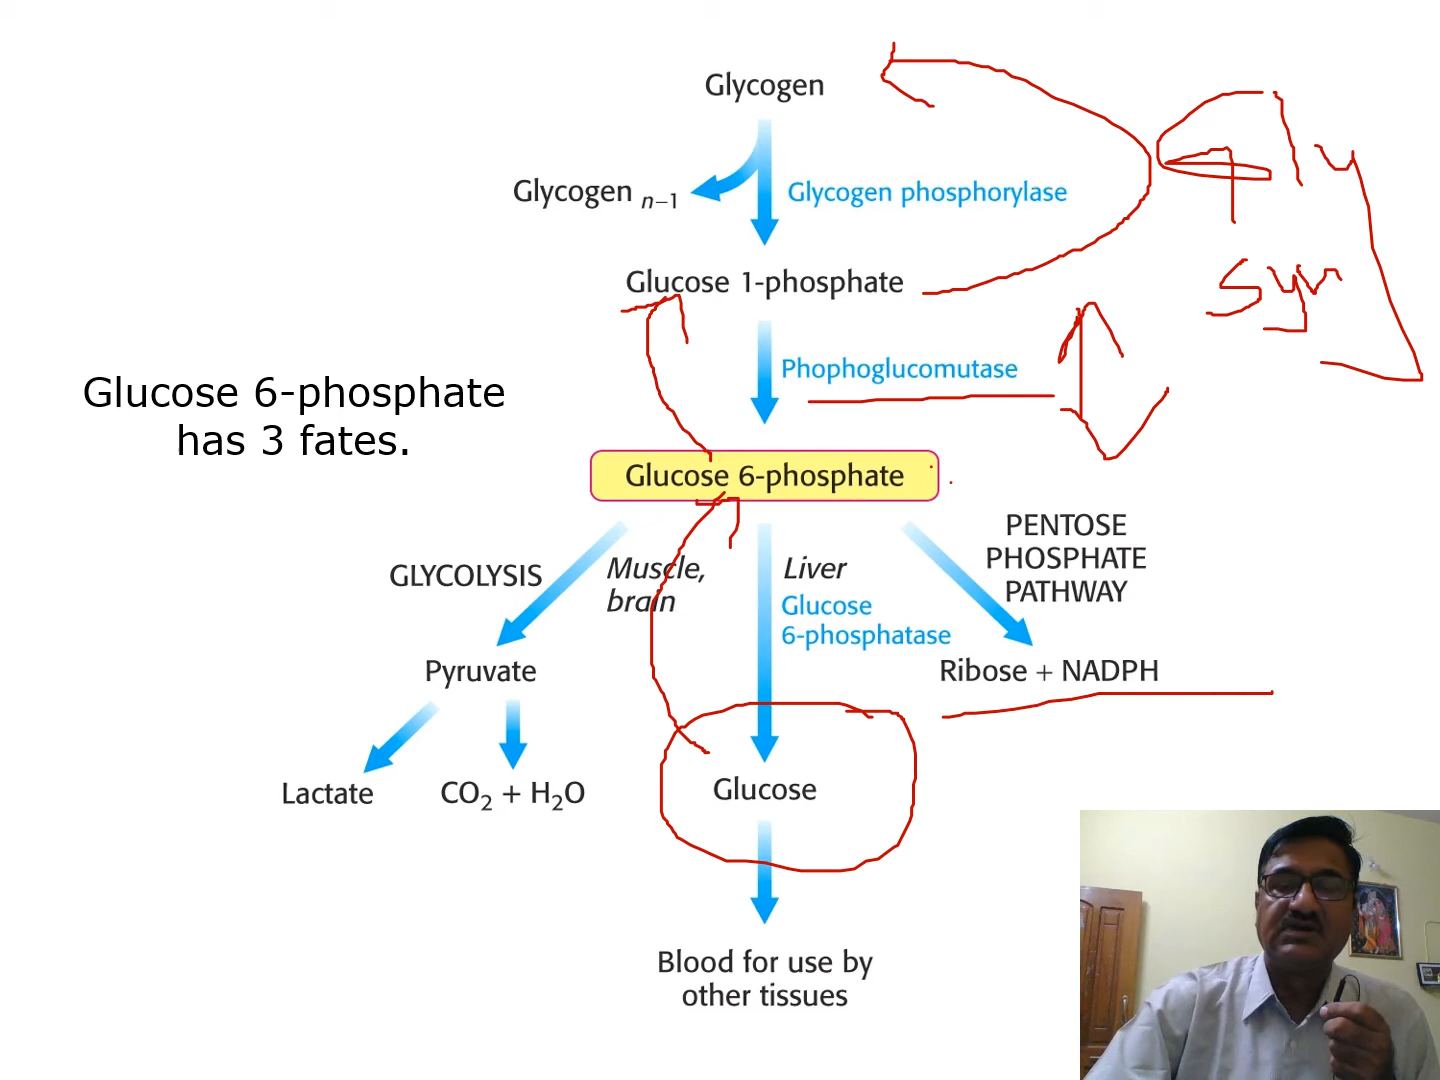 Glycogen
Glycogen n–1
Glycogen phosphorylase
Gly
Syn
Glucose 1-phosphate
Phophoglucomutase
Glucose 6-phosphate
has 3 fates.
Glucose 6-phosphate
GLYCOLYSIS
Muscle,
brain
Liver
Glucose
6-phosphatase
PENTOSE
PHOSPHATE
PATHWAY
Pyruvate
Ribose + NADPH
Lactate
CO2 + H2O
Glucose
Blood for use by
other tissues